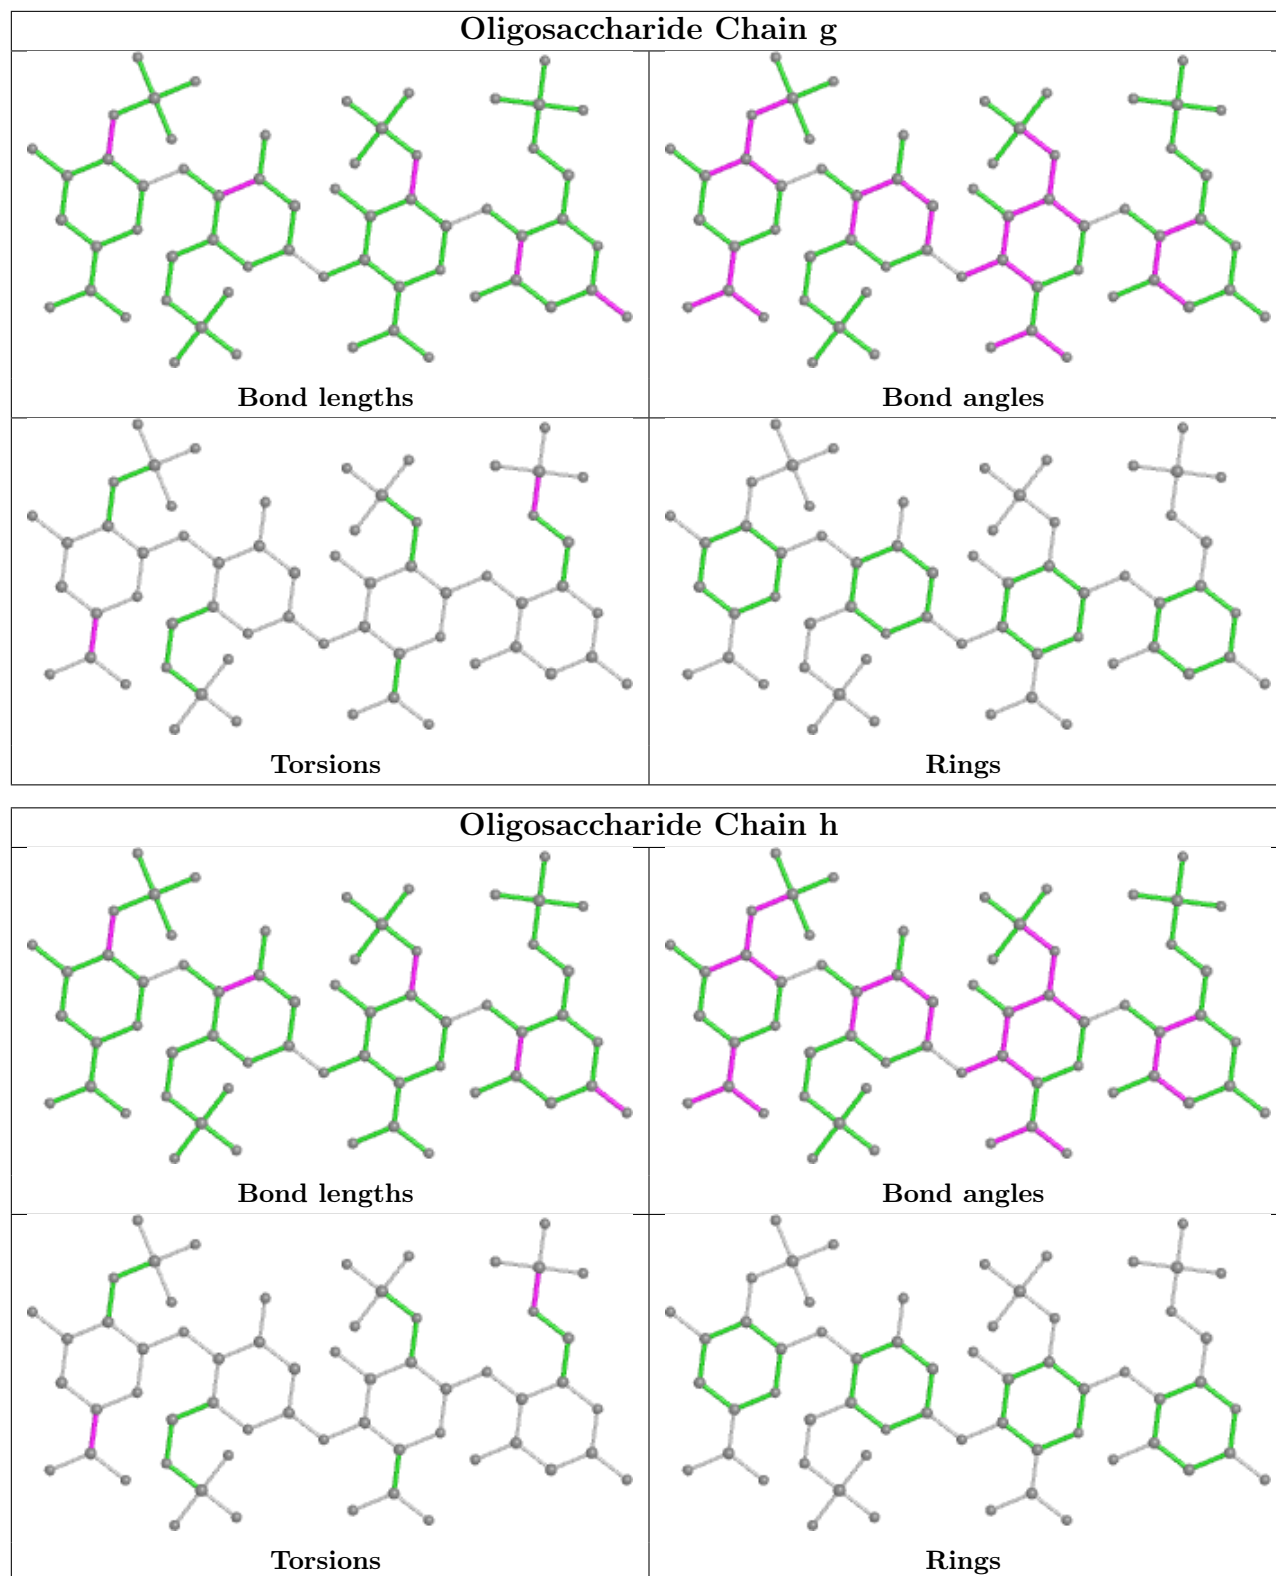 Oligosaccharide Chain g
Bond lengths
Bond angles
Torsions
Rings
Oligosaccharide Chain h
Bond lengths
Bond angles
Torsions
Rings